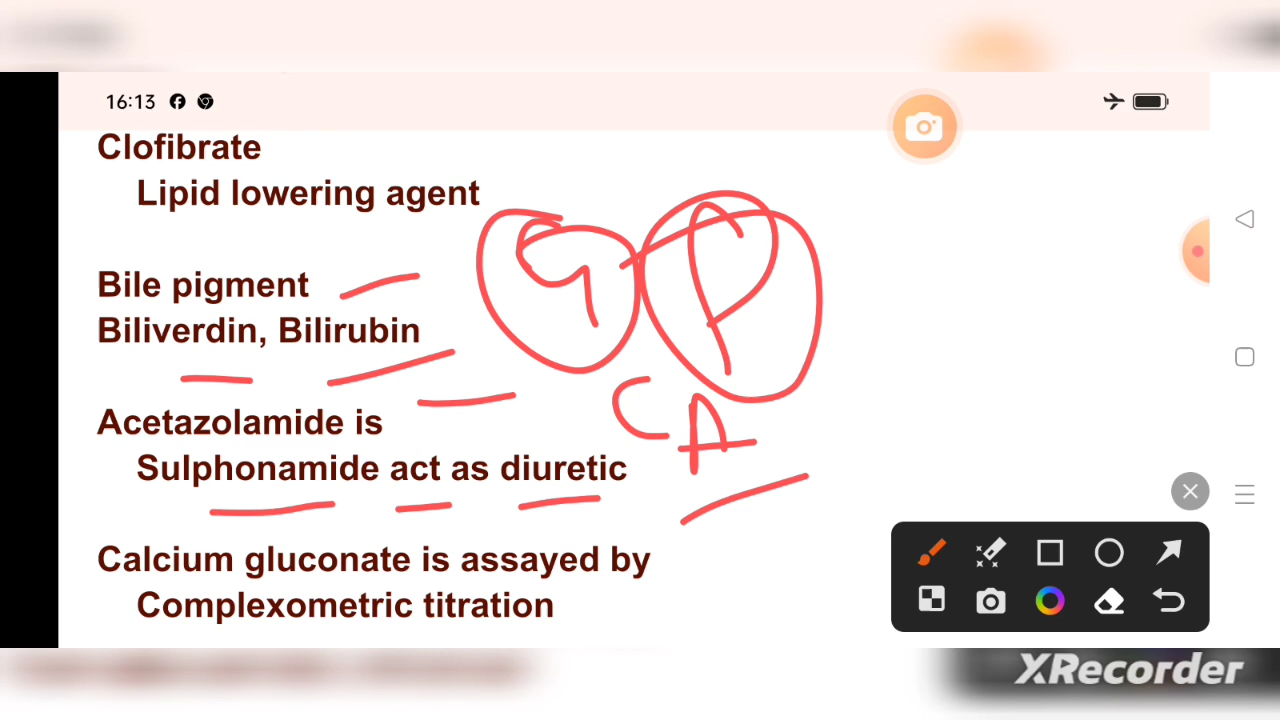 16:13
Clofibrate
Lipid lowering agent
Bile pigment
Biliverdin, Bilirubin
P
CA
Acetazolamide is
Sulphonamide act as diuretic
Calcium gluconate is assayed by
Complexometric titration
XRecorder